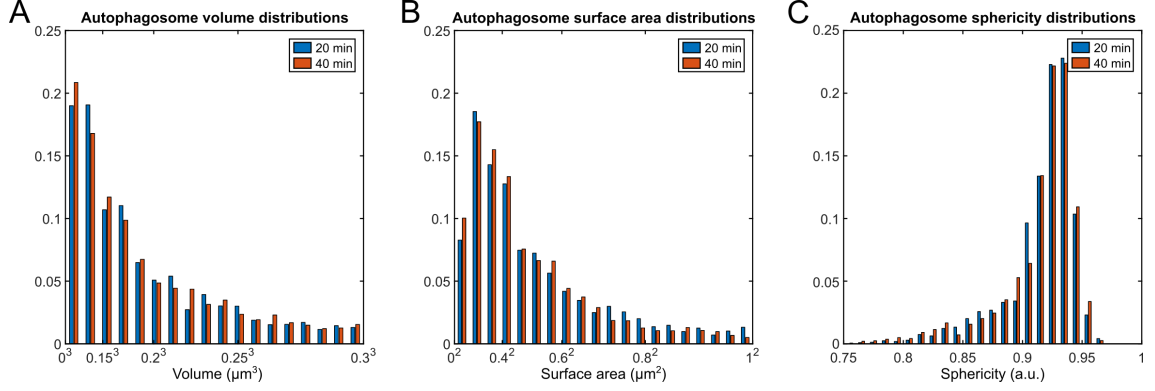 A
Autophagosome volume distributions
0.25
0.2
0.15
0.1
0.05
0
0³ 0.15³ 0.2³ 0.25³ 0.3³
Volume (µm³)
20 min
40 min
B
Autophagosome surface area distributions
0.25
0.2
0.15
0.1
0.05
0
0² 0.4² 0.6² 0.8² 1²
Surface area (µm²)
20 min
40 min
C
Autophagosome sphericity distributions
0.25
0.2
0.15
0.1
0.05
0
0.75 0.8 0.85 0.9 0.95 1
Sphericity (a.u.)
20 min
40 min